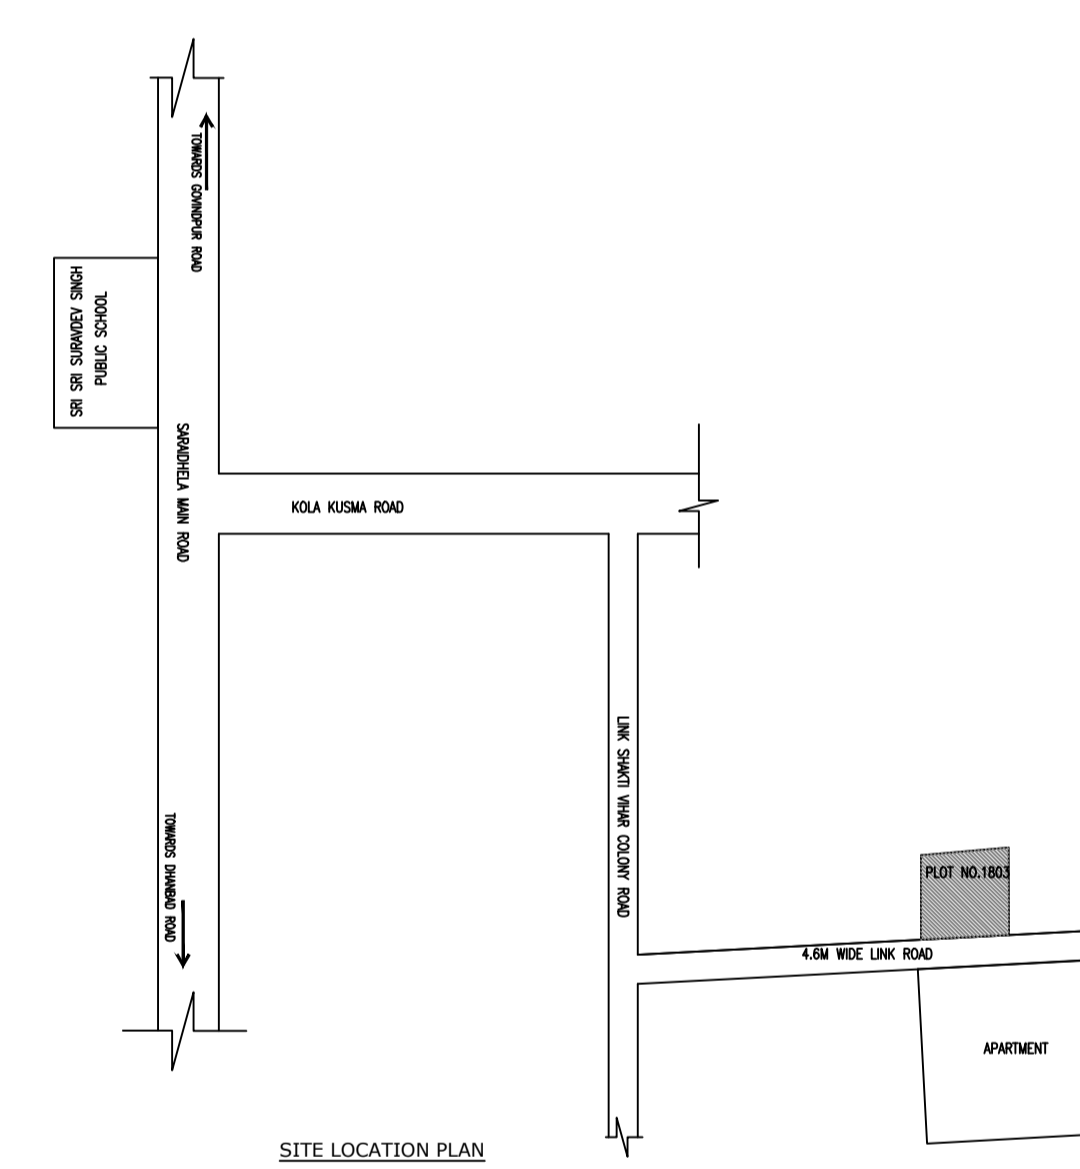 TOWARDS GOVINDPUR ROAD
SRI SRI SURAVDEV SINGH
PUBLIC SCHOOL
SARAIDHELA MAIN ROAD
KOLA KUSMA ROAD
LINK SHAKTI VIHAR COLONY ROAD
TOWARDS DHANBAD ROAD
PLOT NO.1803
4.6M WIDE LINK ROAD
APARTMENT
SITE LOCATION PLAN